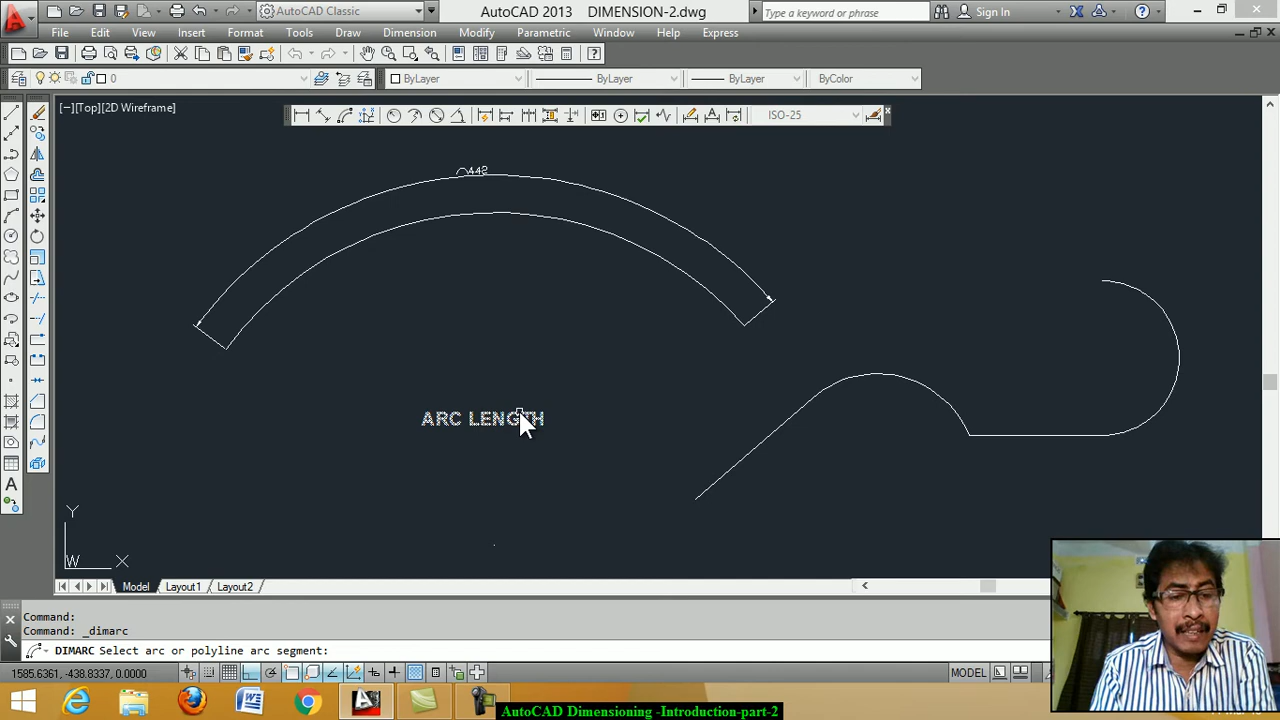 AutoCAD Classic
AutoCAD 2013 DIMENSION-2.dwg
Type a keyword or phrase
Sign In
File Edit View Insert Format Tools Draw Dimension Modify Parametric Window Help Express
0
ByLayer
ByLayer
ByLayer
ByColor
[−][Top][2D Wireframe]
ISO-25
ARC LENGTH
Y
W X
Model Layout1 Layout2
Command:
Command: _dimarc
DIMARC Select arc or polyline arc segment:
1585.6361, -438.8337, 0.0000
MODEL
AutoCAD Dimensioning -Introduction-part-2